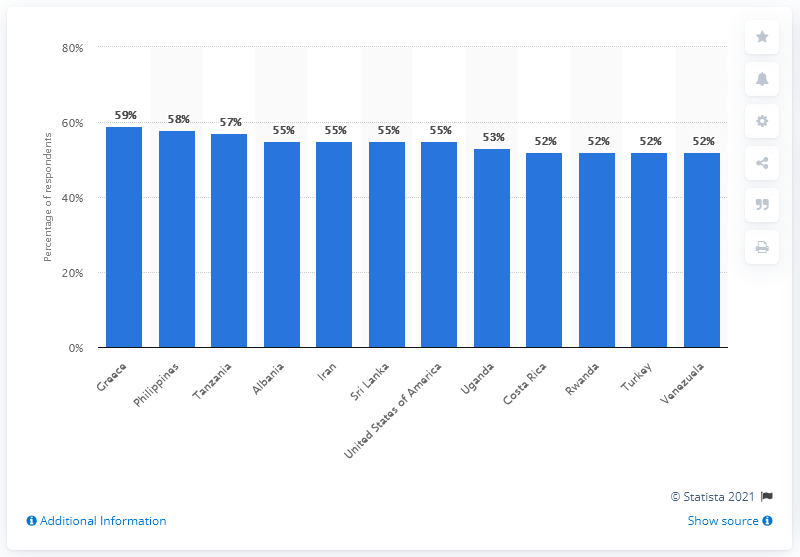 80%
60%
40%
20%
0%
Percentage of respondents
59%
58%
57%
55%
55%
55%
55%
53%
52%
52%
52%
52%
Greece
Philippines
Tanzania
Albania
Iran
Sri Lanka
United States of America
Uganda
Costa Rica
Rwanda
Turkey
Venezuela
© Statista 2021
Additional Information
Show source